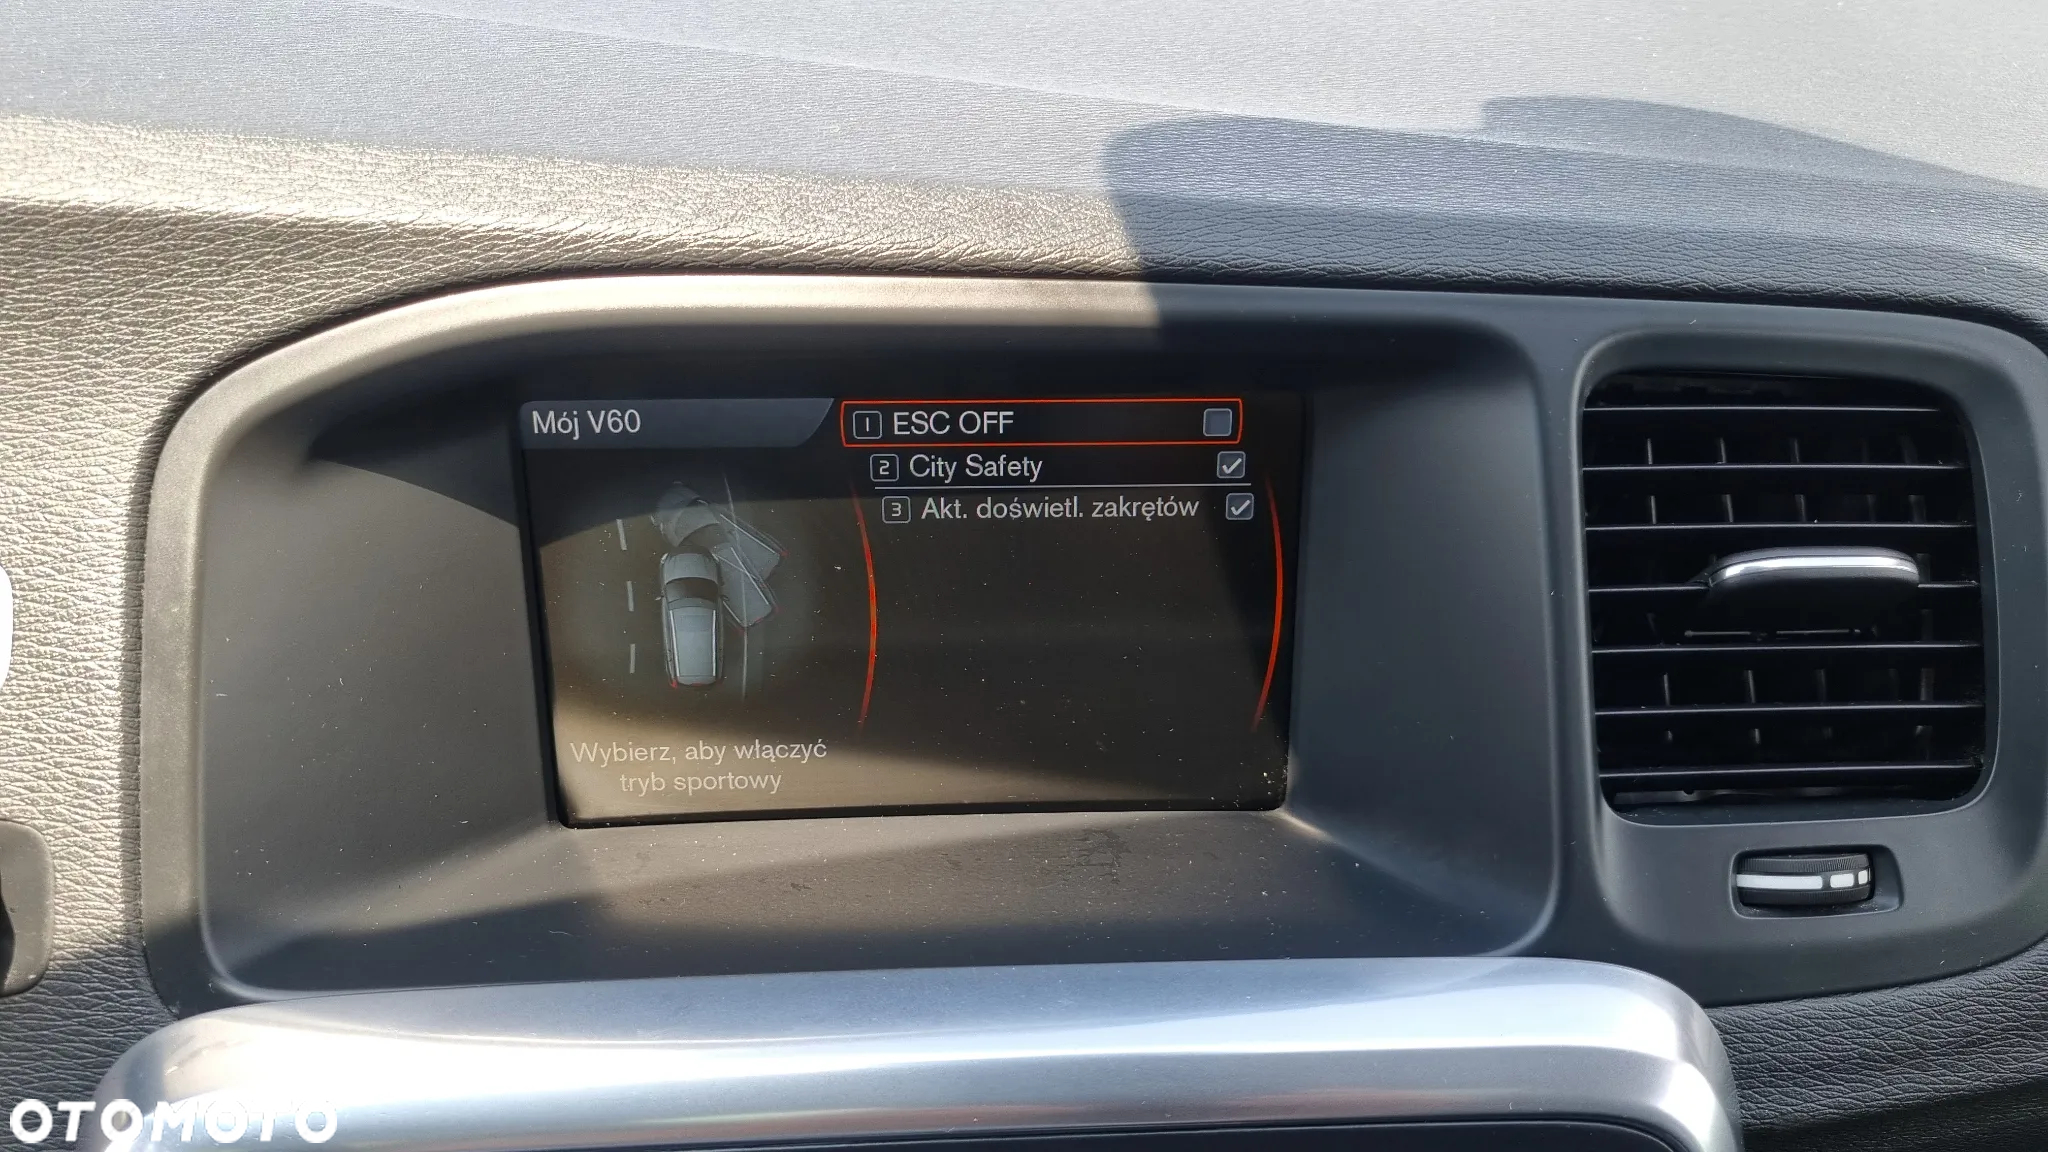 Mój V60
1 ESC OFF
2 City Safety
3 Akt. doświetl. zakrętów
Wybierz, aby włączyć
tryb sportowy
OTOMOTO